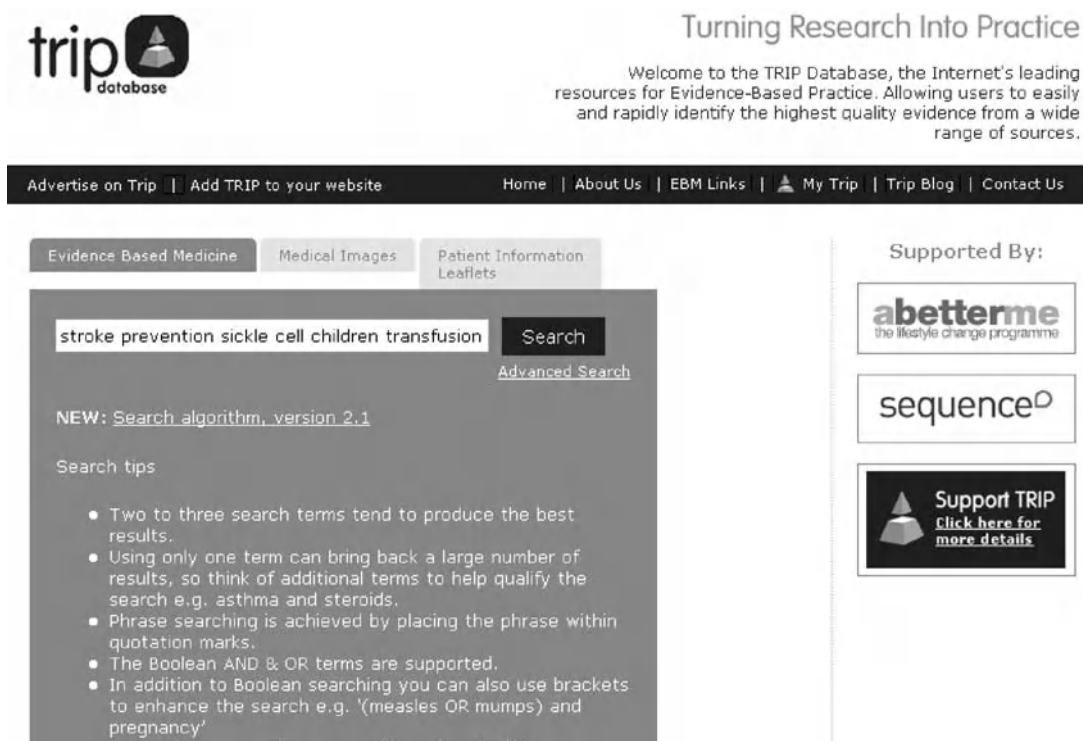 trip
database
Turning Research Into Practice
Welcome to the TRIP Database, the Internet's leading
resources for Evidence-Based Practice. Allowing users to easily
and rapidly identify the highest quality evidence from a wide
range of sources.
Advertise on Trip | Add TRIP to your website
Home | About Us | EBM Links | My Trip | Trip Blog | Contact Us
Evidence Based Medicine
Medical Images
Patient Information
Leaflets
stroke prevention sickle cell children transfusion
Search
Advanced Search
NEW: Search algorithm, version 2.1
Search tips
• Two to three search terms tend to produce the best
results.
• Using only one term can bring back a large number of
results, so think of additional terms to help qualify the
search e.g. asthma and steroids.
• Phrase searching is achieved by placing the phrase within
quotation marks.
• The Boolean AND & OR terms are supported.
• In addition to Boolean searching you can also use brackets
to enhance the search e.g. '(measles OR mumps) and
pregnancy'
Supported By:
abetterme
the lifestyle change programme
sequence
Support TRIP
Click here for
more details